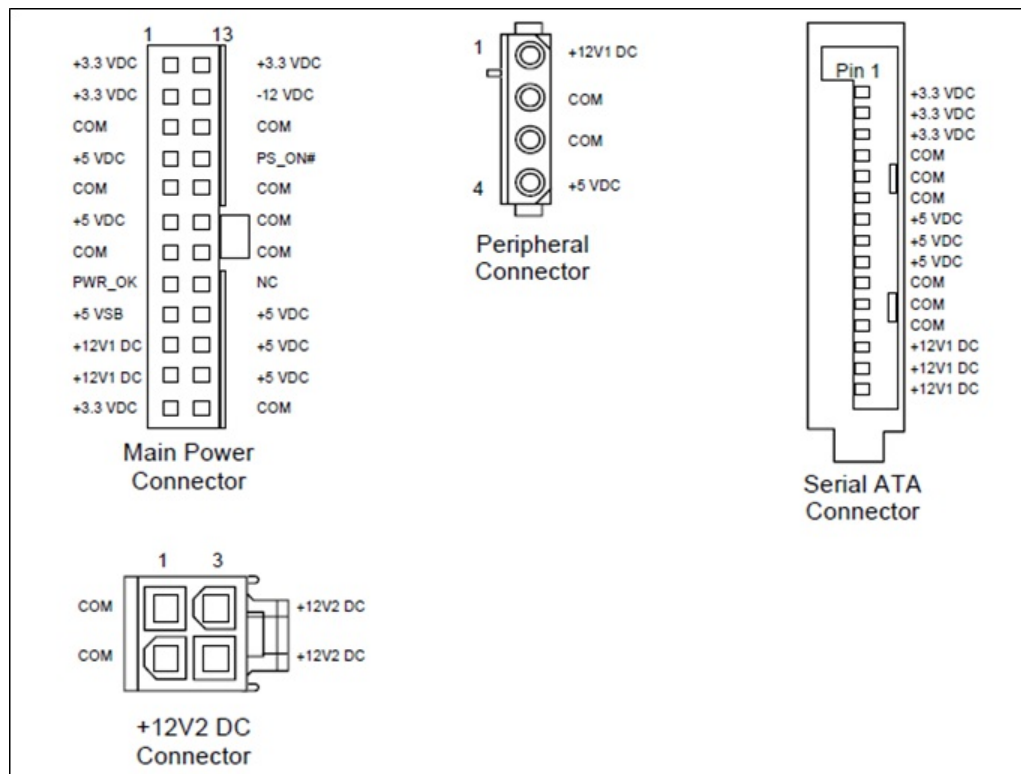 1 13
+3.3 VDC +3.3 VDC
+3.3 VDC -12 VDC
COM COM
+5 VDC PS_ON#
COM COM
+5 VDC COM
COM COM
PWR_OK NC
+5 VSB +5 VDC
+12V1 DC +5 VDC
+12V1 DC +5 VDC
+3.3 VDC COM
Main Power
Connector
1 +12V1 DC
COM
COM
4 +5 VDC
Peripheral
Connector
Pin 1
+3.3 VDC
+3.3 VDC
+3.3 VDC
COM
COM
COM
+5 VDC
+5 VDC
+5 VDC
COM
COM
COM
+12V1 DC
+12V1 DC
+12V1 DC
Serial ATA
Connector
1 3
COM +12V2 DC
COM +12V2 DC
+12V2 DC
Connector